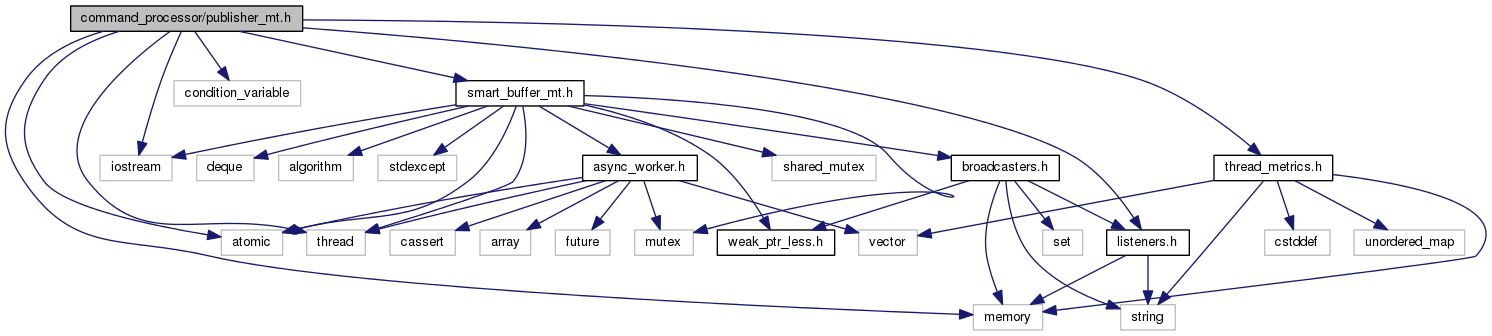 command_processor/publisher_mt.h
condition_variable
smart_buffer_mt.h
iostream
deque
algorithm
stdexcept
async_worker.h
shared_mutex
broadcasters.h
thread_metrics.h
atomic
thread
cassert
array
future
mutex
weak_ptr_less.h
vector
set
listeners.h
cstddef
unordered_map
memory
string